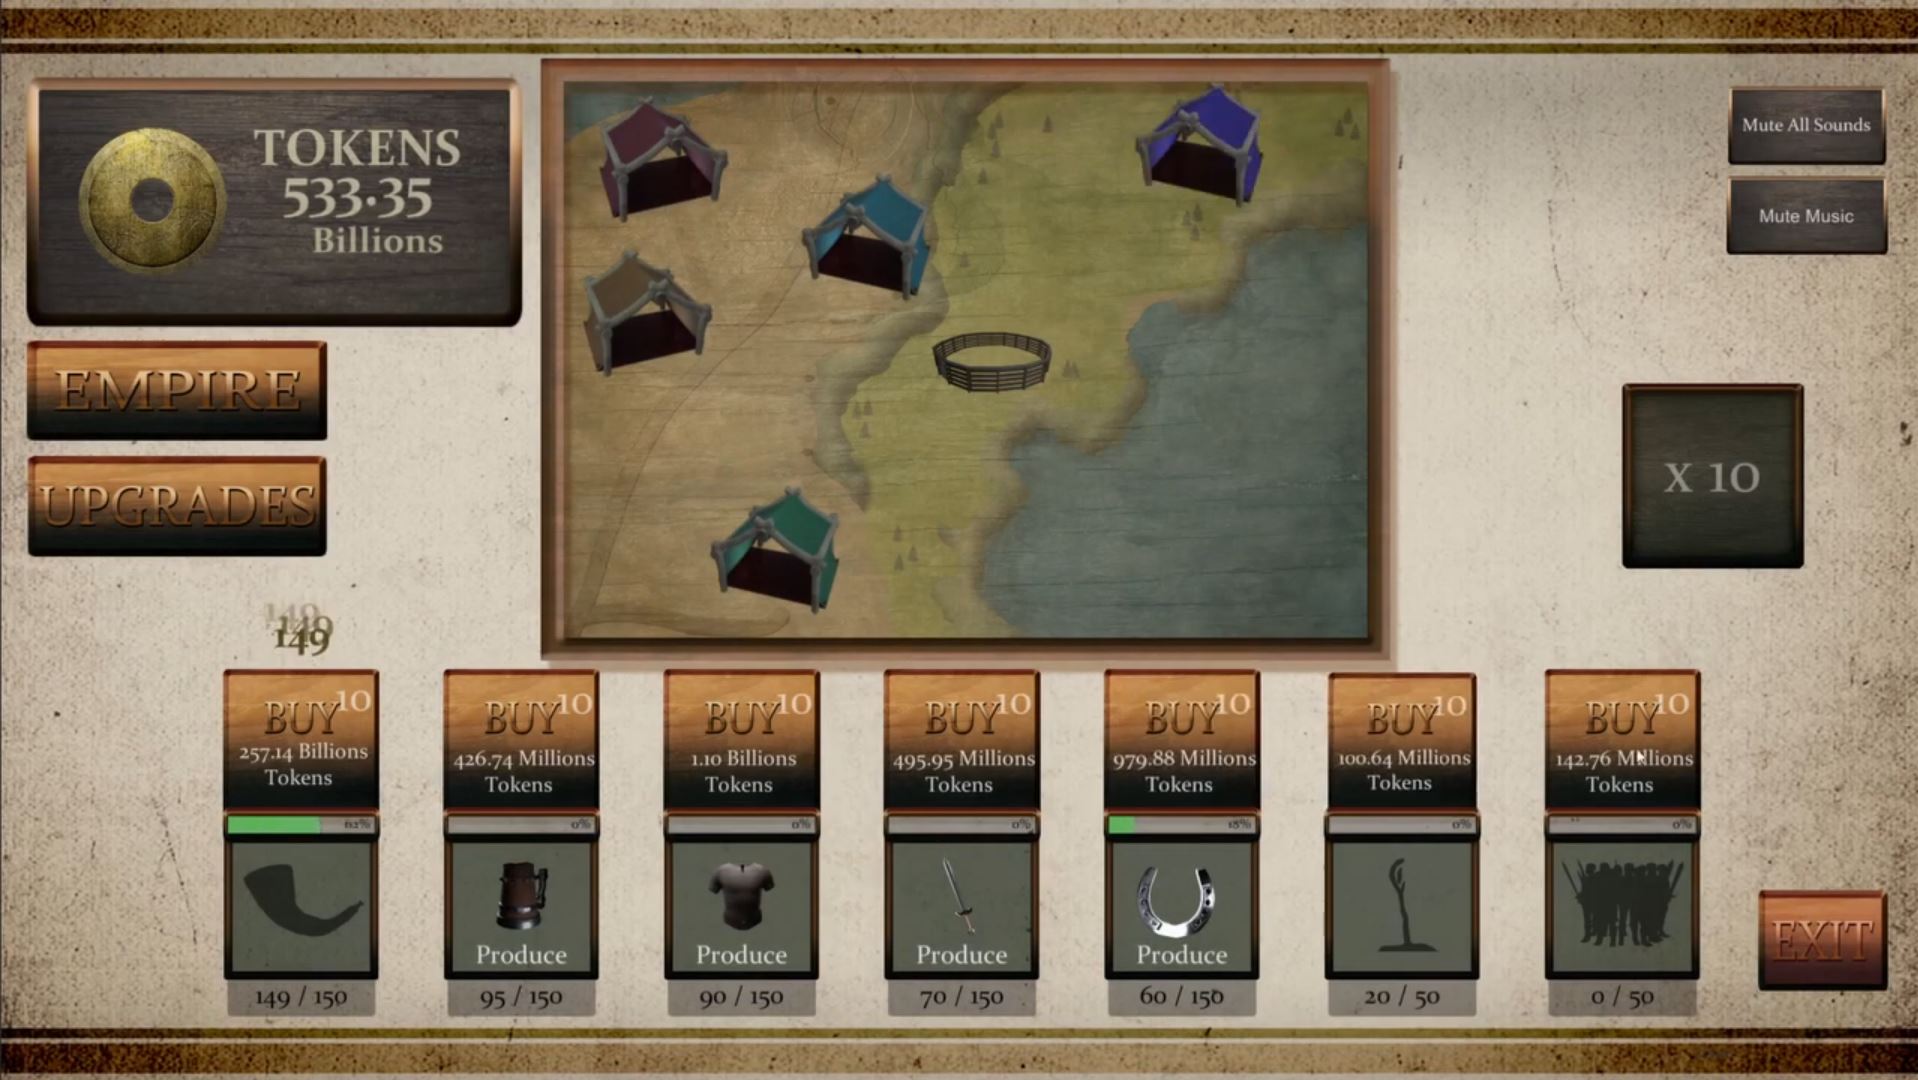 TOKENS
533.35
Billions
Mute All Sounds
Mute Music
EMPIRE
UPGRADES
X 10
149
149
149
BUY 10
257.14 Billions
Tokens
62%
149 / 150
BUY 10
426.74 Millions
Tokens
0%
Produce
95 / 150
BUY 10
1.10 Billions
Tokens
0%
Produce
90 / 150
BUY 10
495.95 Millions
Tokens
0%
Produce
70 / 150
BUY 10
979.88 Millions
Tokens
18%
Produce
60 / 150
BUY 10
100.64 Millions
Tokens
0%
20 / 50
BUY 10
142.76 Millions
Tokens
0%
0 / 50
EXIT